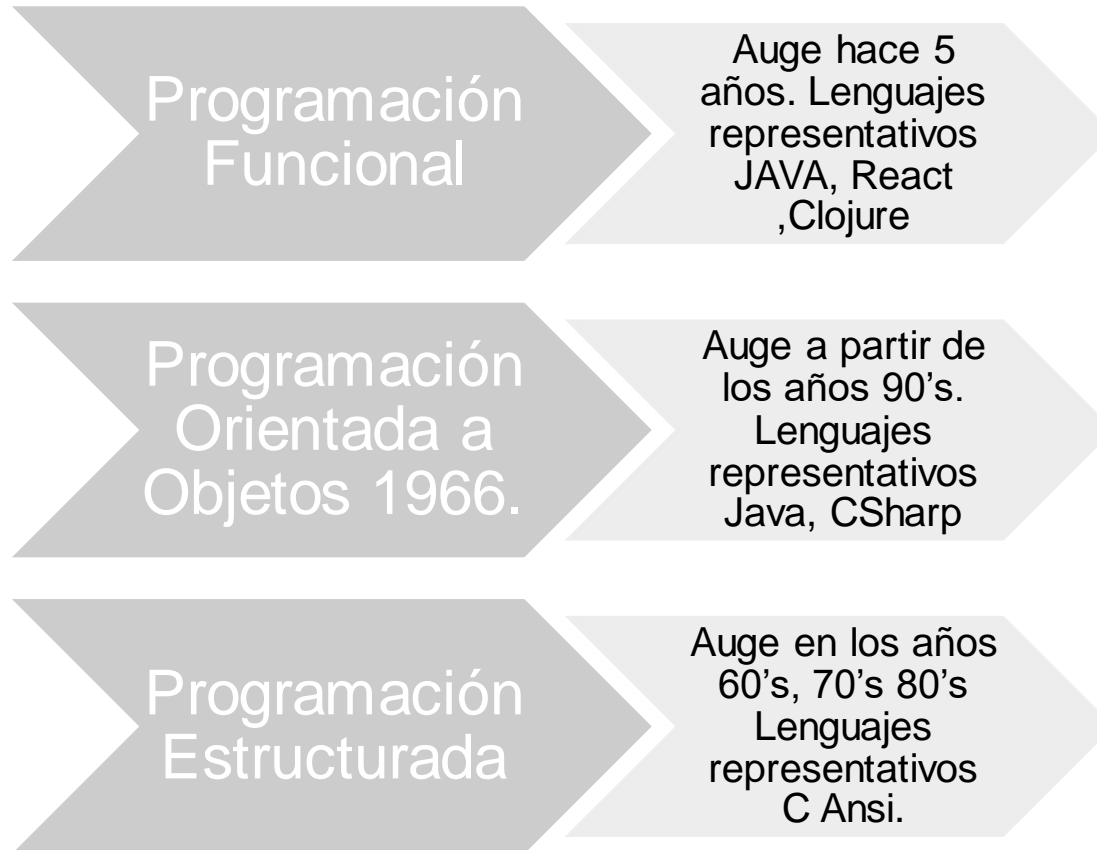 Programación
Funcional
Auge hace 5
años. Lenguajes
representativos
JAVA, React
,Clojure
Programación
Orientada a
Objetos 1966.
Auge a partir de
los años 90’s.
Lenguajes
representativos
Java, CSharp
Programación
Estructurada
Auge en los años
60’s, 70’s 80’s
Lenguajes
representativos
C Ansi.